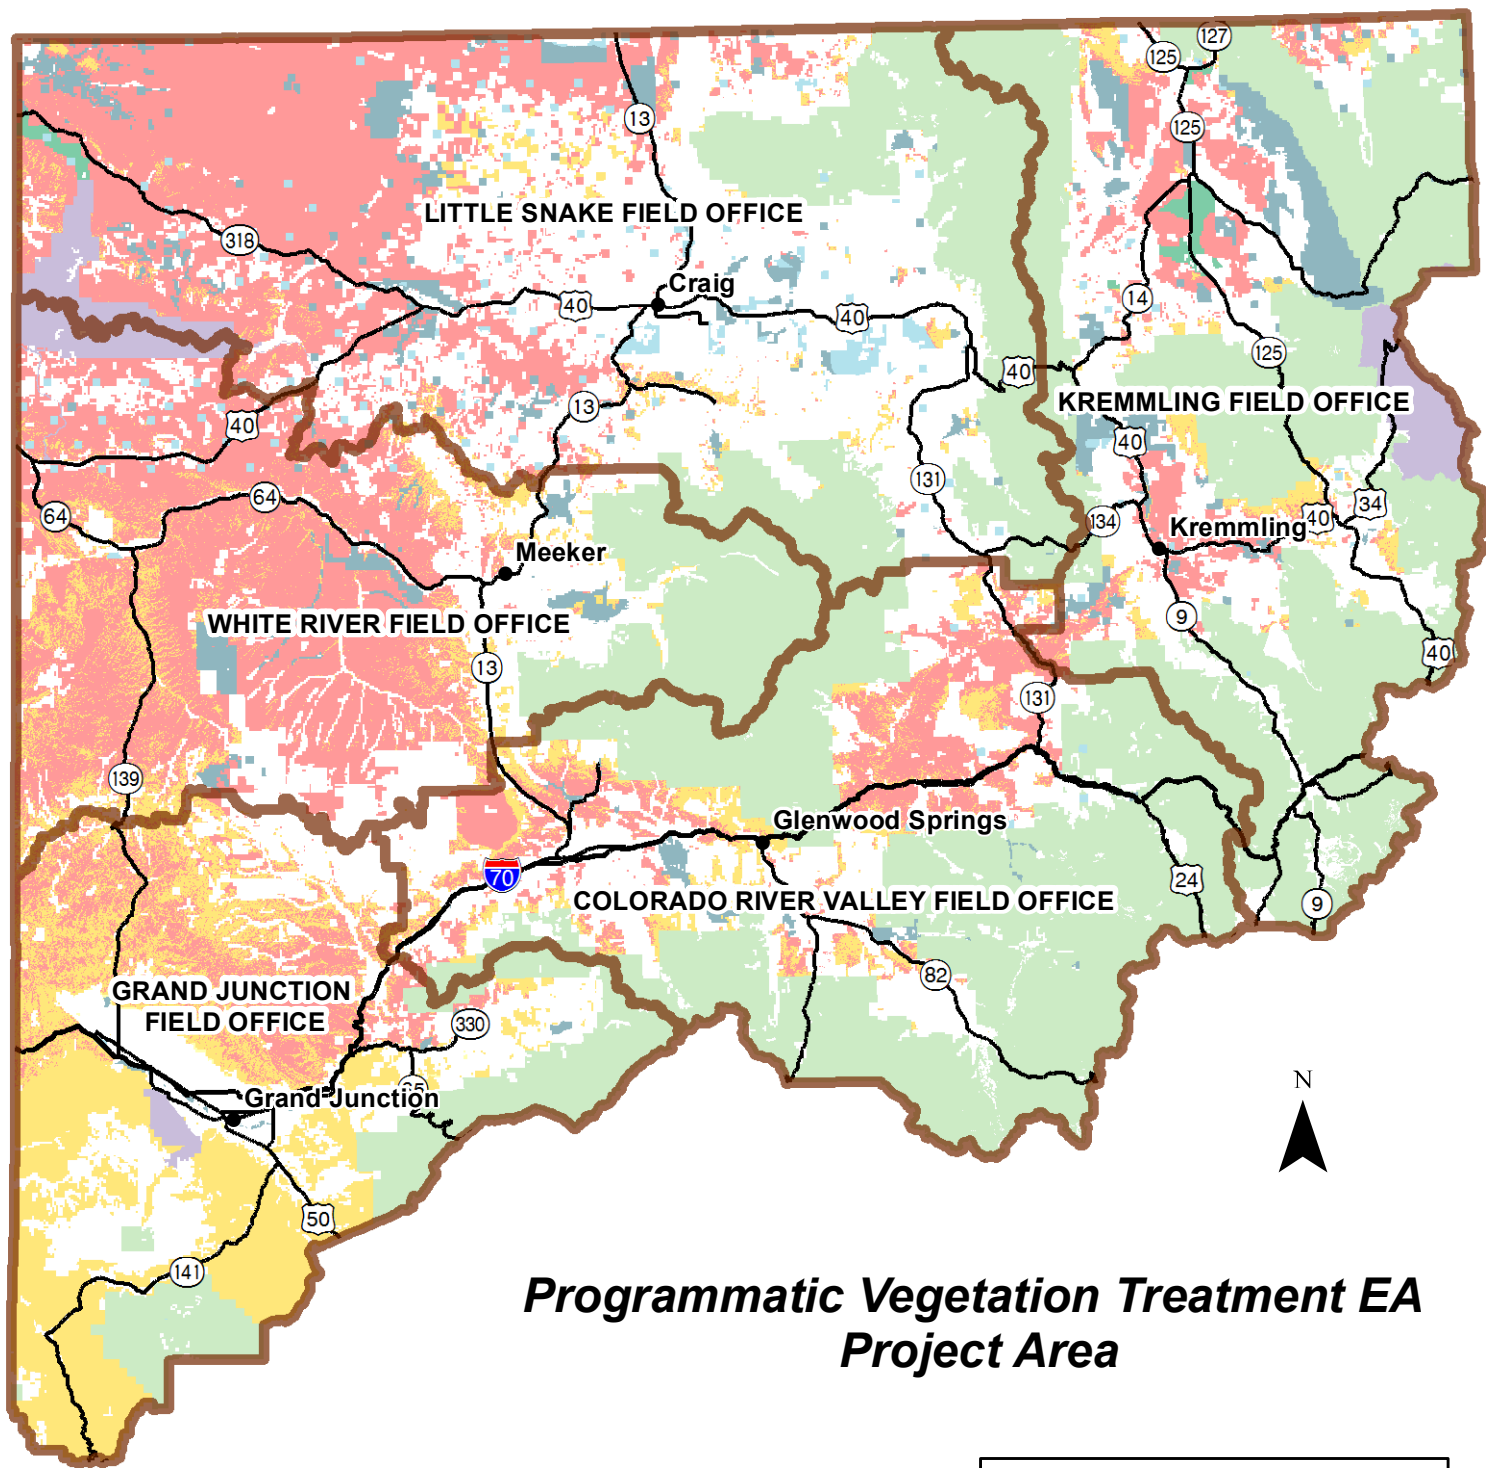 127
125
13
125
LITTLE SNAKE FIELD OFFICE
318
Craig
14
40
40
125
40
KREMMLING FIELD OFFICE
13
40
40
131
64
34
64
40
134
Kremmling
Meeker
9
WHITE RIVER FIELD OFFICE
40
13
131
139
Glenwood Springs
70
24
COLORADO RIVER VALLEY FIELD OFFICE
9
82
GRAND JUNCTION
FIELD OFFICE
330
N
Grand Junction
50
141
Programmatic Vegetation Treatment EA
Project Area